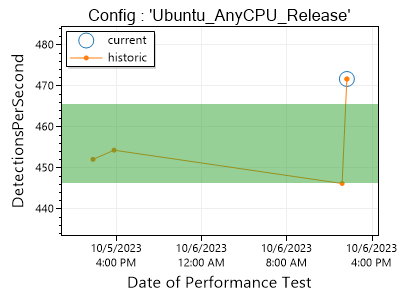 Config : 'Ubuntu_AnyCPU_Release'
current
historic
DetectionsPerSecond
480
470
460
450
440
10/5/2023
4:00 PM
10/6/2023
12:00 AM
10/6/2023
8:00 AM
10/6/2023
4:00 PM
Date of Performance Test